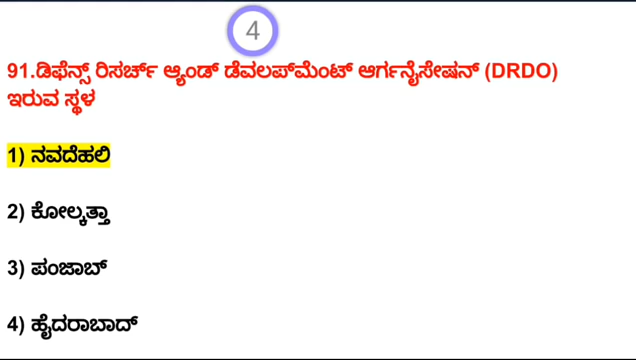 4
91.ಡಿಫೆನ್ಸ್ ರಿಸರ್ಚ್ ಆ್ಯಂಡ್ ಡೆವಲಪ್‌ಮೆಂಟ್ ಆರ್ಗನೈಸೇಷನ್ (DRDO)
ಇರುವ ಸ್ಥಳ
1) ನವದೆಹಲಿ
2) ಕೋಲ್ಕತ್ತಾ
3) ಪಂಜಾಬ್
4) ಹೈದರಾಬಾದ್